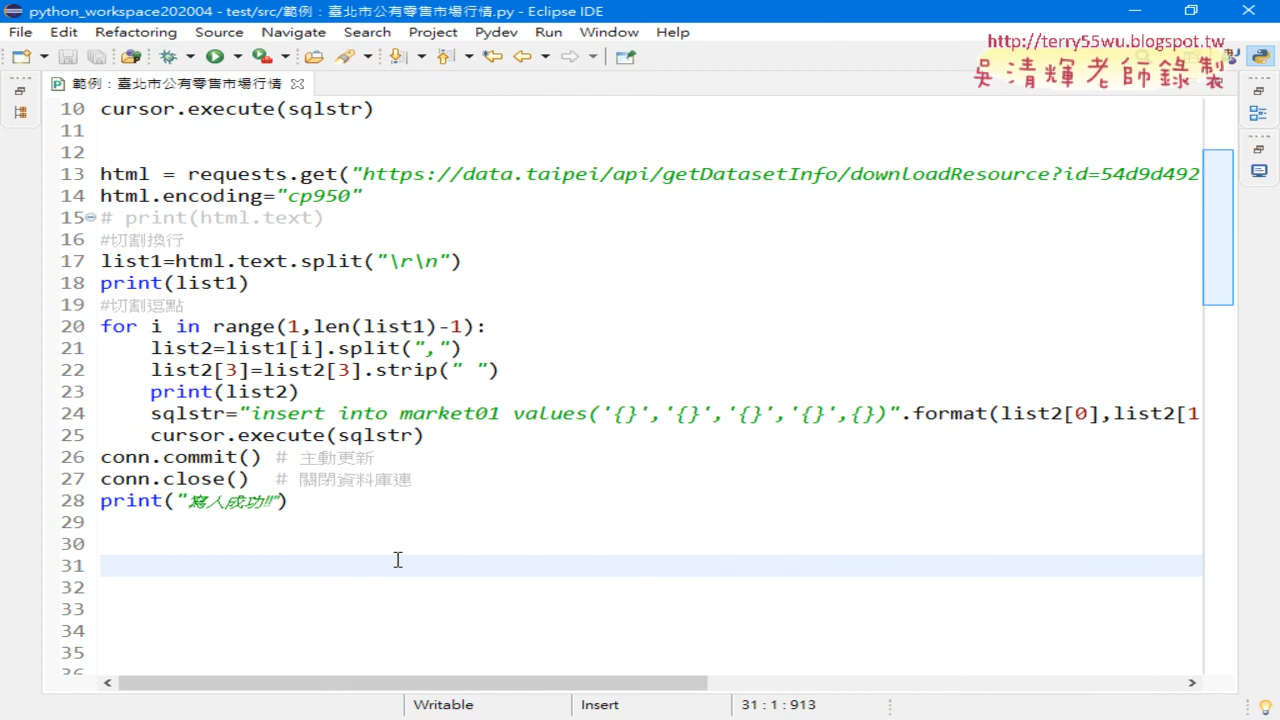 python_workspace202004 - test/src/範例：臺北市公有零售市場行情.py - Eclipse IDE
File Edit Refactoring Source Navigate Search Project Pydev Run Window Help
http://terry55wu.blogspot.tw
吳清輝老師錄製
範例：臺北市公有零售市場行情
10 cursor.execute(sqlstr)
11
12
13 html = requests.get("https://data.taipei/api/getDatasetInfo/downloadResource?id=54d9d492
14 html.encoding="cp950"
15 # print(html.text)
16 #切割換行
17 list1=html.text.split("\r\n")
18 print(list1)
19 #切割逗點
20 for i in range(1,len(list1)-1):
21 list2=list1[i].split(",")
22 list2[3]=list2[3].strip(" ")
23 print(list2)
24 sqlstr="insert into market01 values('{}','{}','{}','{}',{})".format(list2[0],list2[1
25 cursor.execute(sqlstr)
26 conn.commit() # 主動更新
27 conn.close() # 關閉資料庫連
28 print("寫入成功!!")
29
30
31
32
33
34
35
36
Writable Insert 31 : 1 : 913